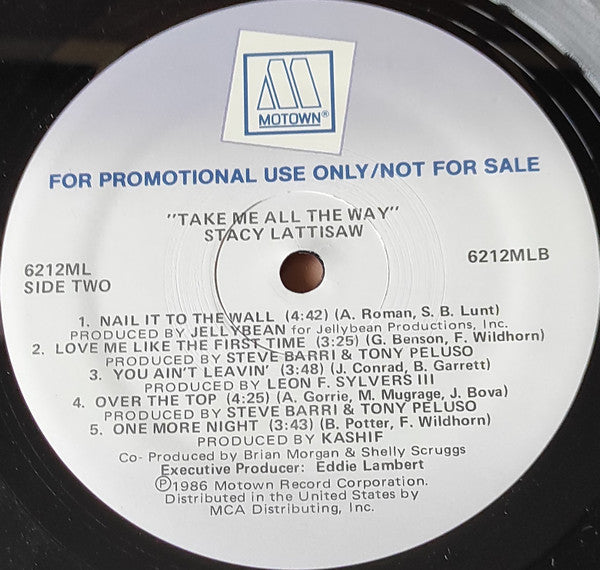 MOTOWN®
FOR PROMOTIONAL USE ONLY/NOT FOR SALE
"TAKE ME ALL THE WAY"
STACY LATTISAW
6212ML
SIDE TWO
6212MLB
1. NAIL IT TO THE WALL (4:42) (A. Roman, S. B. Lunt)
PRODUCED BY JELLYBEAN for Jellybean Productions, Inc.
2. LOVE ME LIKE THE FIRST TIME (3:25) (G. Benson, F. Wildhorn)
PRODUCED BY STEVE BARRI & TONY PELUSO
3. YOU AIN'T LEAVIN' (3:48) (J. Conrad, B. Garrett)
PRODUCED BY LEON F. SYLVERS III
4. OVER THE TOP (4:25) (A. Gorrie, M. Mugrage, J. Bova)
PRODUCED BY STEVE BARRI & TONY PELUSO
5. ONE MORE NIGHT (3:43) (B. Potter, F. Wildhorn)
PRODUCED BY KASHIF
Co- Produced by Brian Morgan & Shelly Scruggs
Executive Producer: Eddie Lambert
Ⓟ1986 Motown Record Corporation.
Distributed in the United States by
MCA Distributing, Inc.